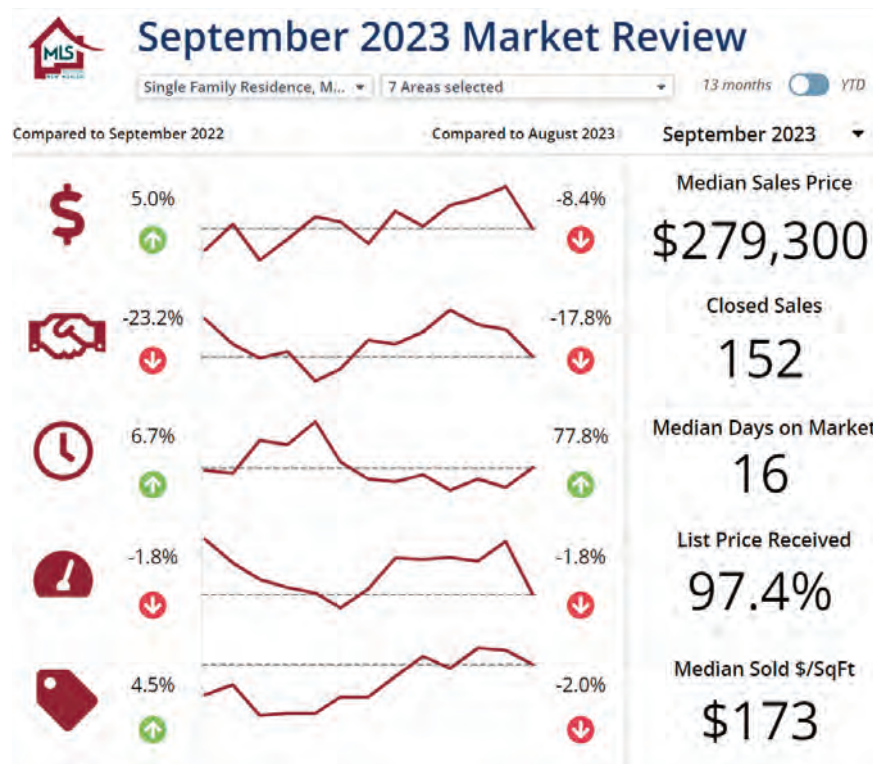 MLS
NEW MEXICO
September 2023 Market Review
Single Family Residence, M...
7 Areas selected
13 months
YTD
Compared to September 2022
Compared to August 2023
September 2023
5.0%
-8.4%
Median Sales Price
$279,300
-23.2%
-17.8%
Closed Sales
152
6.7%
77.8%
Median Days on Market
16
-1.8%
-1.8%
List Price Received
97.4%
4.5%
-2.0%
Median Sold $/SqFt
$173